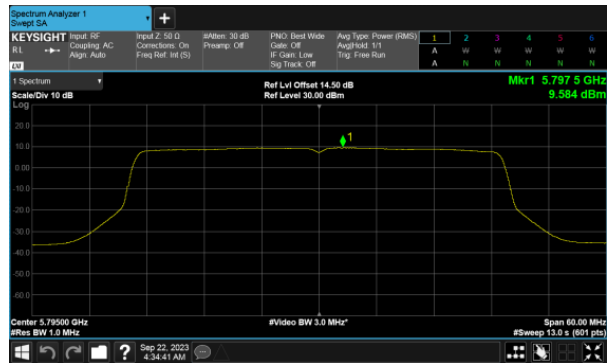 Spectrum Analyzer 1
Swept SA
+
KEYSIGHT Input: RF Input Z: 50 Ω #Atten: 30 dB PNO: Best Wide Avg Type: Power (RMS) 1 2 3 4 5 6
RL Coupling: AC Corrections: On Preamp: Off Gate: Off Avg|Hold: 1/1 A W W W W W
Align: Auto Freq Ref: Int (S) IF Gain: Low Trig: Free Run A N N N N N
Sig Track: Off
1 Spectrum Ref Lvl Offset 14.50 dB Mkr1 5.797 5 GHz
Scale/Div 10 dB Ref Level 30.00 dBm 9.584 dBm
Log
20.0
10.0
1
0.00
-10.0
-20.0
-30.0
-40.0
-50.0
-60.0
Center 5.79500 GHz #Video BW 3.0 MHz* Span 60.00 MHz
#Res BW 1.0 MHz #Sweep 13.0 s (601 pts)
? Sep 22, 2023
4:34:41 AM